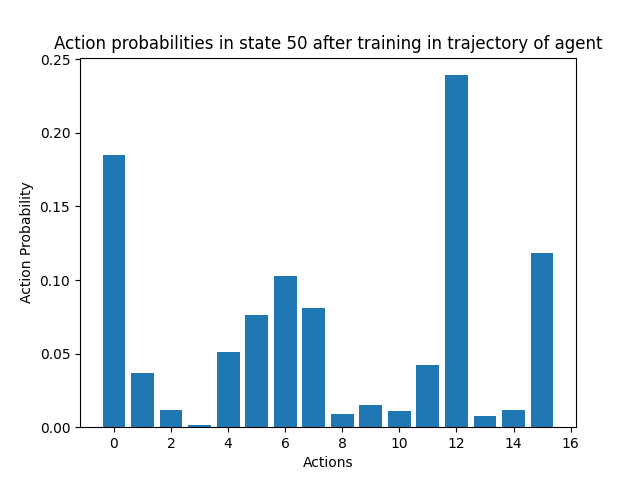 Action probabilities in state 50 after training in trajectory of agent
0.25
0.20
0.15
0.10
0.05
0.00
Action Probability
0 2 4 6 8 10 12 14 16
Actions